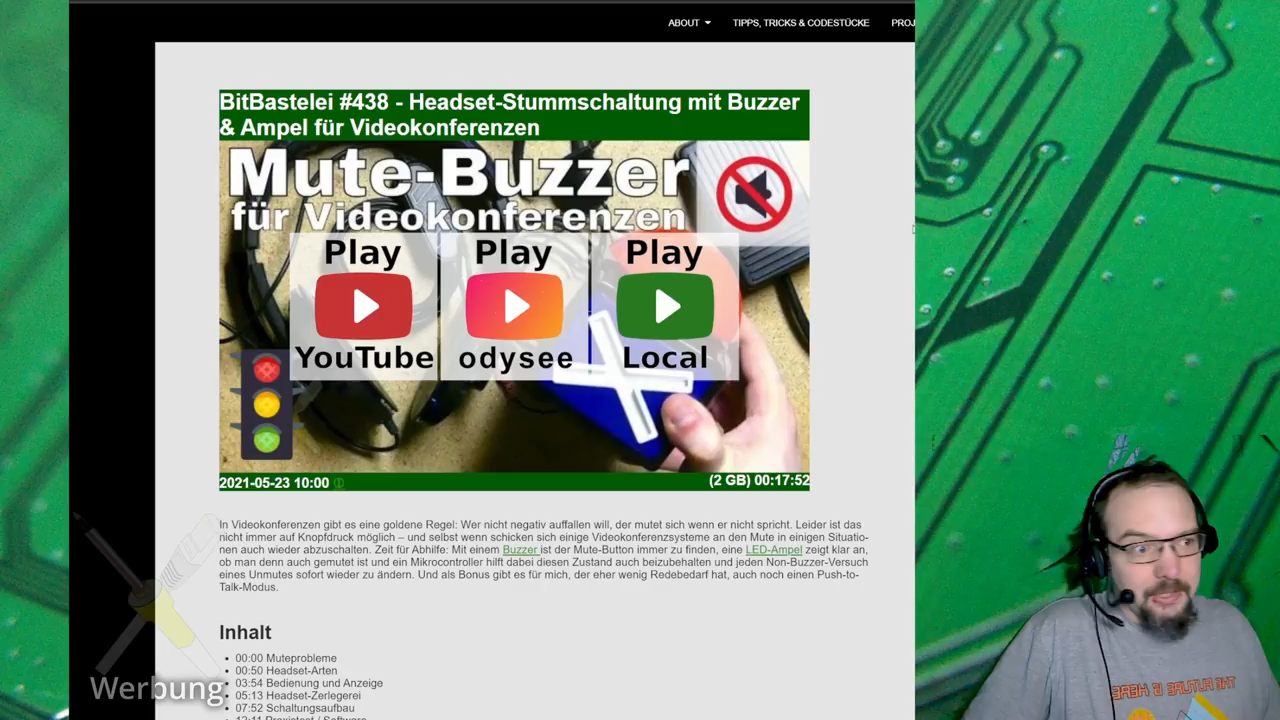 ABOUT
TIPPS, TRICKS & CODESTÜCKE
PROJ
BitBastelei #438 - Headset-Stummschaltung mit Buzzer
& Ampel für Videokonferenzen
Mute-Buzzer
für Videokonferenzen
Play
YouTube
Play
odysee
Play
Local
2021-05-23 10:00
(2 GB) 00:17:52
In Videokonferenzen gibt es eine goldene Regel: Wer nicht negativ auffallen will, der mutet sich wenn er nicht spricht. Leider ist das
nicht immer auf Knopfdruck möglich – und selbst wenn schicken sich einige Videokonferenzsysteme an den Mute in einigen Situatio-
nen auch wieder abzuschalten. Zeit für Abhilfe: Mit einem Buzzer ist der Mute-Button immer zu finden, eine LED-Ampel zeigt klar an,
ob man denn auch gemutet ist und ein Mikrocontroller hilft dabei diesen Zustand auch beizubehalten und jeden Non-Buzzer-Versuch
eines Unmutes sofort wieder zu ändern. Und als Bonus gibt es für mich, der eher wenig Redebedarf hat, auch noch einen Push-to-
Talk-Modus.
Inhalt
00:00 Muteprobleme
00:50 Headset-Arten
03:54 Bedienung und Anzeige
05:13 Headset-Zerlegerei
07:52 Schaltungsaufbau
12:11 Praxistest / Software
Werbung
THE FUTURE IS HERE